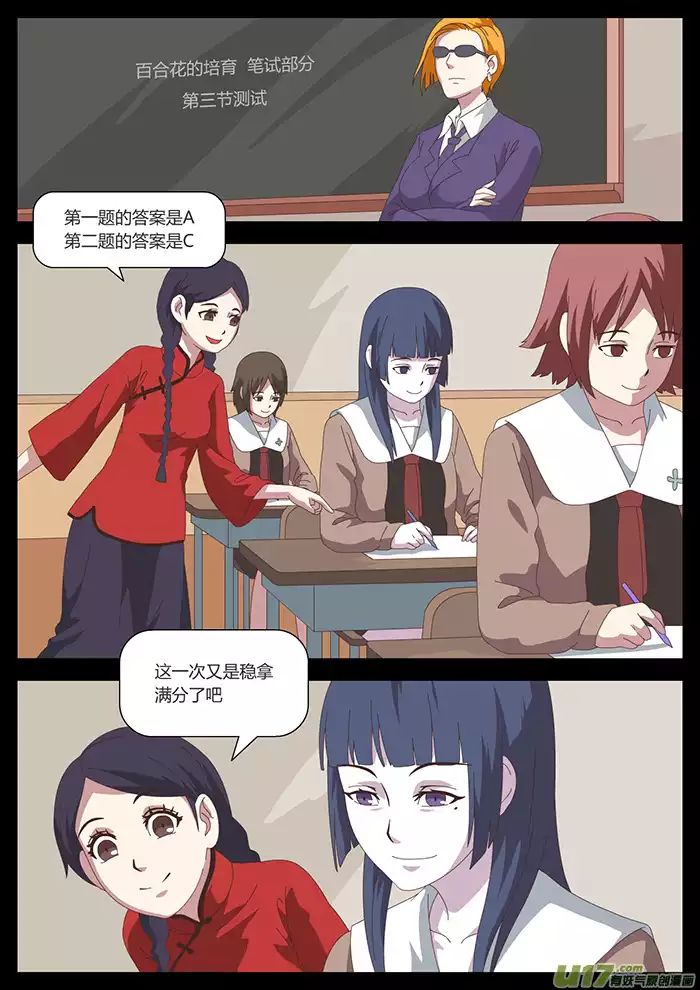 百合花的培育 笔试部分
第三节测试
第一题的答案是A
第二题的答案是C
这一次又是稳拿
满分了吧
U17.com
有妖气原创漫画